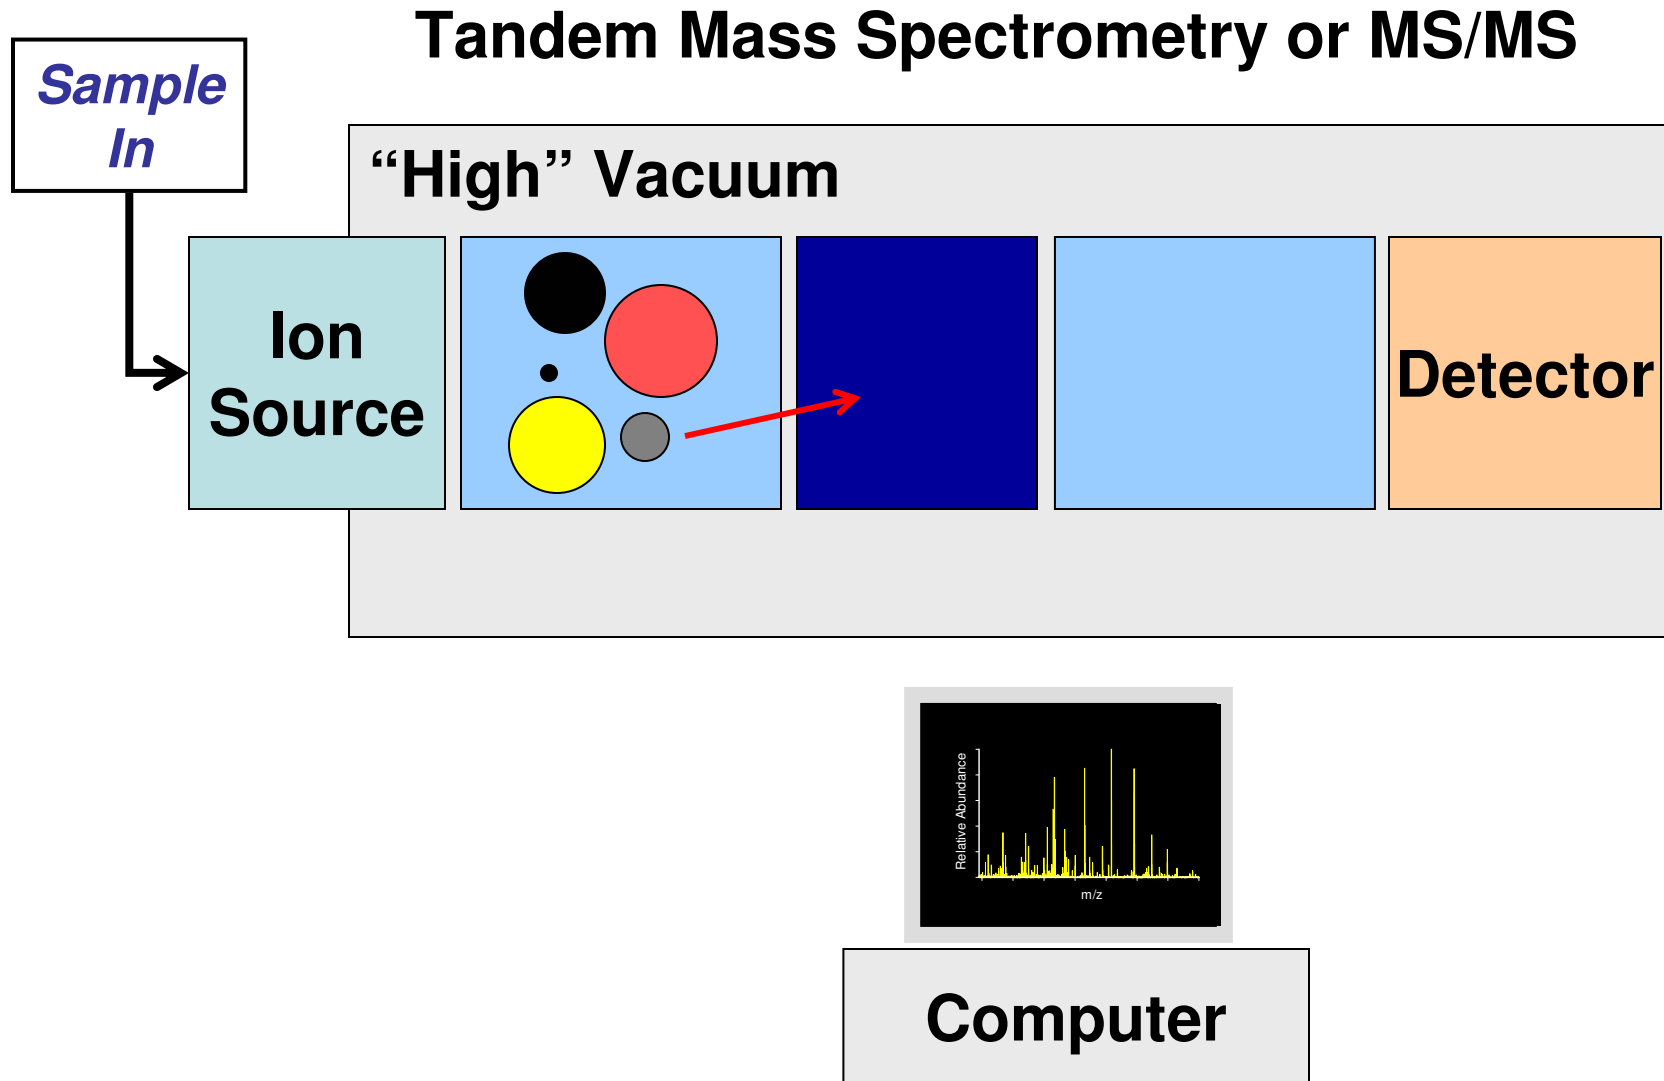 Tandem Mass Spectrometry or MS/MS
Sample
In
“High” Vacuum
Ion
Source
Detector
Relative Abundance
m/z
Computer